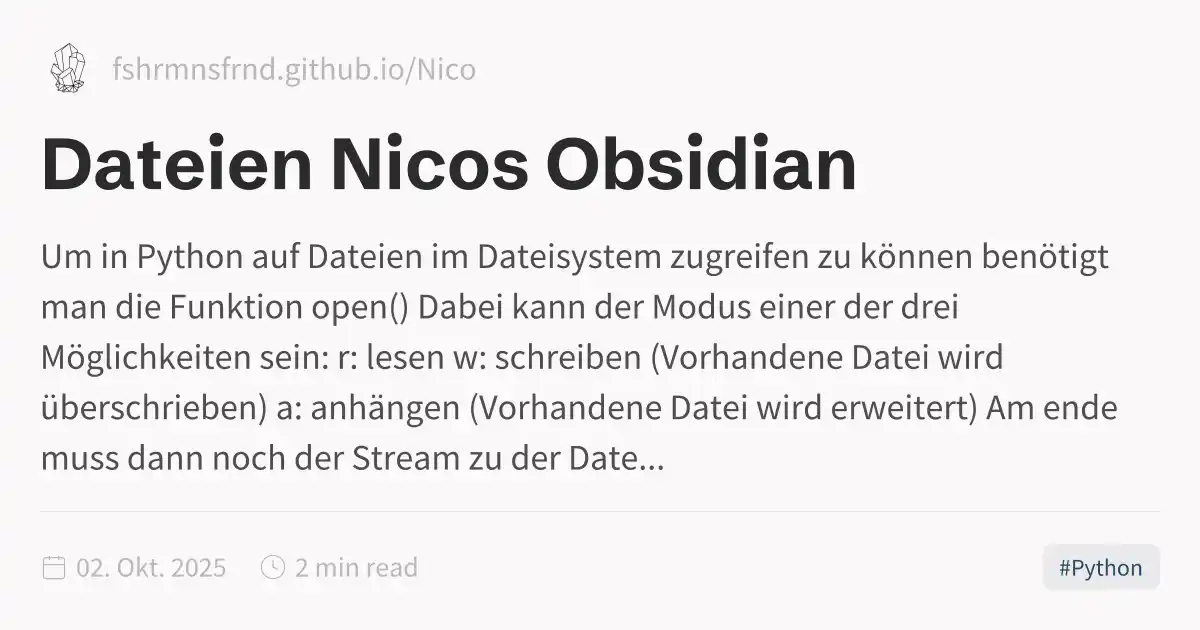 fshrmnsfrnd.github.io/Nico
Dateien Nicos Obsidian
Um in Python auf Dateien im Dateisystem zugreifen zu können benötigt
man die Funktion open() Dabei kann der Modus einer der drei
Möglichkeiten sein: r: lesen w: schreiben (Vorhandene Datei wird
überschrieben) a: anhängen (Vorhandene Datei wird erweitert) Am ende
muss dann noch der Stream zu der Date...
02. Okt. 2025 2 min read #Python